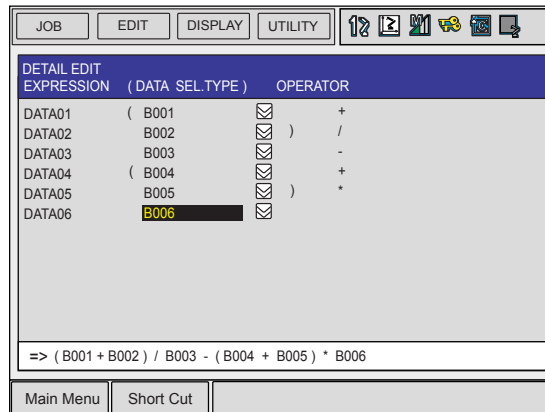 JOB EDIT DISPLAY UTILITY
DETAIL EDIT
EXPRESSION ( DATA SEL.TYPE ) OPERATOR
DATA01 ( B001 +
DATA02 B002 ) /
DATA03 B003 -
DATA04 ( B004 +
DATA05 B005 ) *
DATA06 B006
=> ( B001 + B002 ) / B003 - ( B004 + B005 ) * B006
Main Menu Short Cut